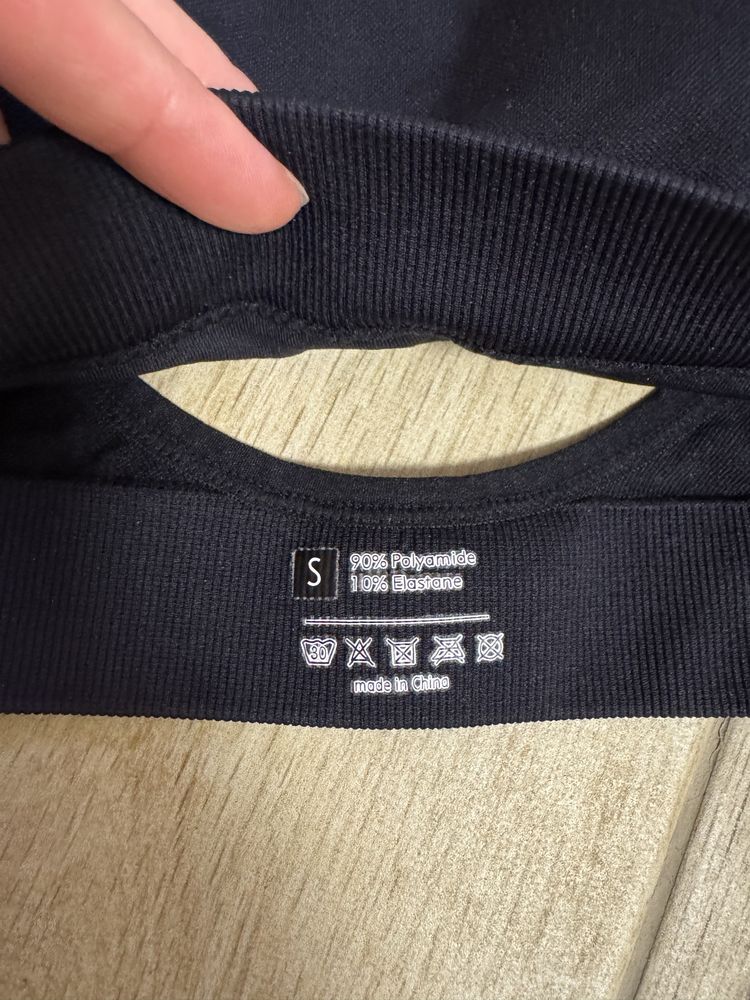 S
90% Polyamide
10% Elastane
30
made in China